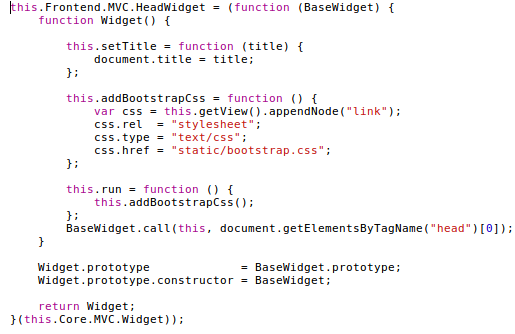 this.Frontend.MVC.HeadWidget = (function (BaseWidget) {
    function Widget() {

        this.setTitle = function (title) {
            document.title = title;
        };

        this.addBootstrapCss = function () {
            var css = this.getView().appendNode("link");
            css.rel  = "stylesheet";
            css.type = "text/css";
            css.href = "static/bootstrap.css";
        };

        this.run = function () {
            this.addBootstrapCss();
        };
        BaseWidget.call(this, document.getElementsByTagName("head")[0]);
    }

    Widget.prototype             = BaseWidget.prototype;
    Widget.prototype.constructor = BaseWidget;

    return Widget;
}(this.Core.MVC.Widget));